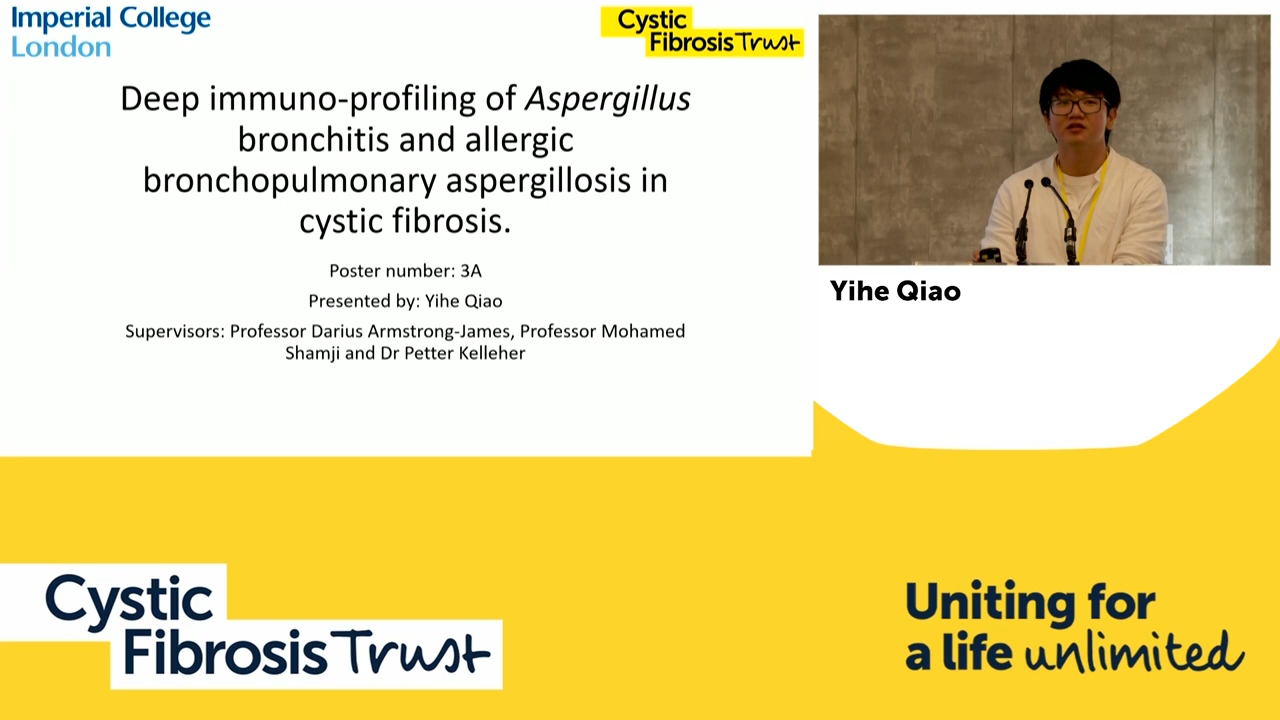 Imperial College
London
Cystic
Fibrosis Trust
Deep immuno-profiling of Aspergillus
bronchitis and allergic
bronchopulmonary aspergillosis in
cystic fibrosis.
Poster number: 3A
Presented by: Yihe Qiao
Supervisors: Professor Darius Armstrong-James, Professor Mohamed
Shamji and Dr Petter Kelleher
Yihe Qiao
Cystic
Fibrosis Trust
Uniting for
a life unlimited